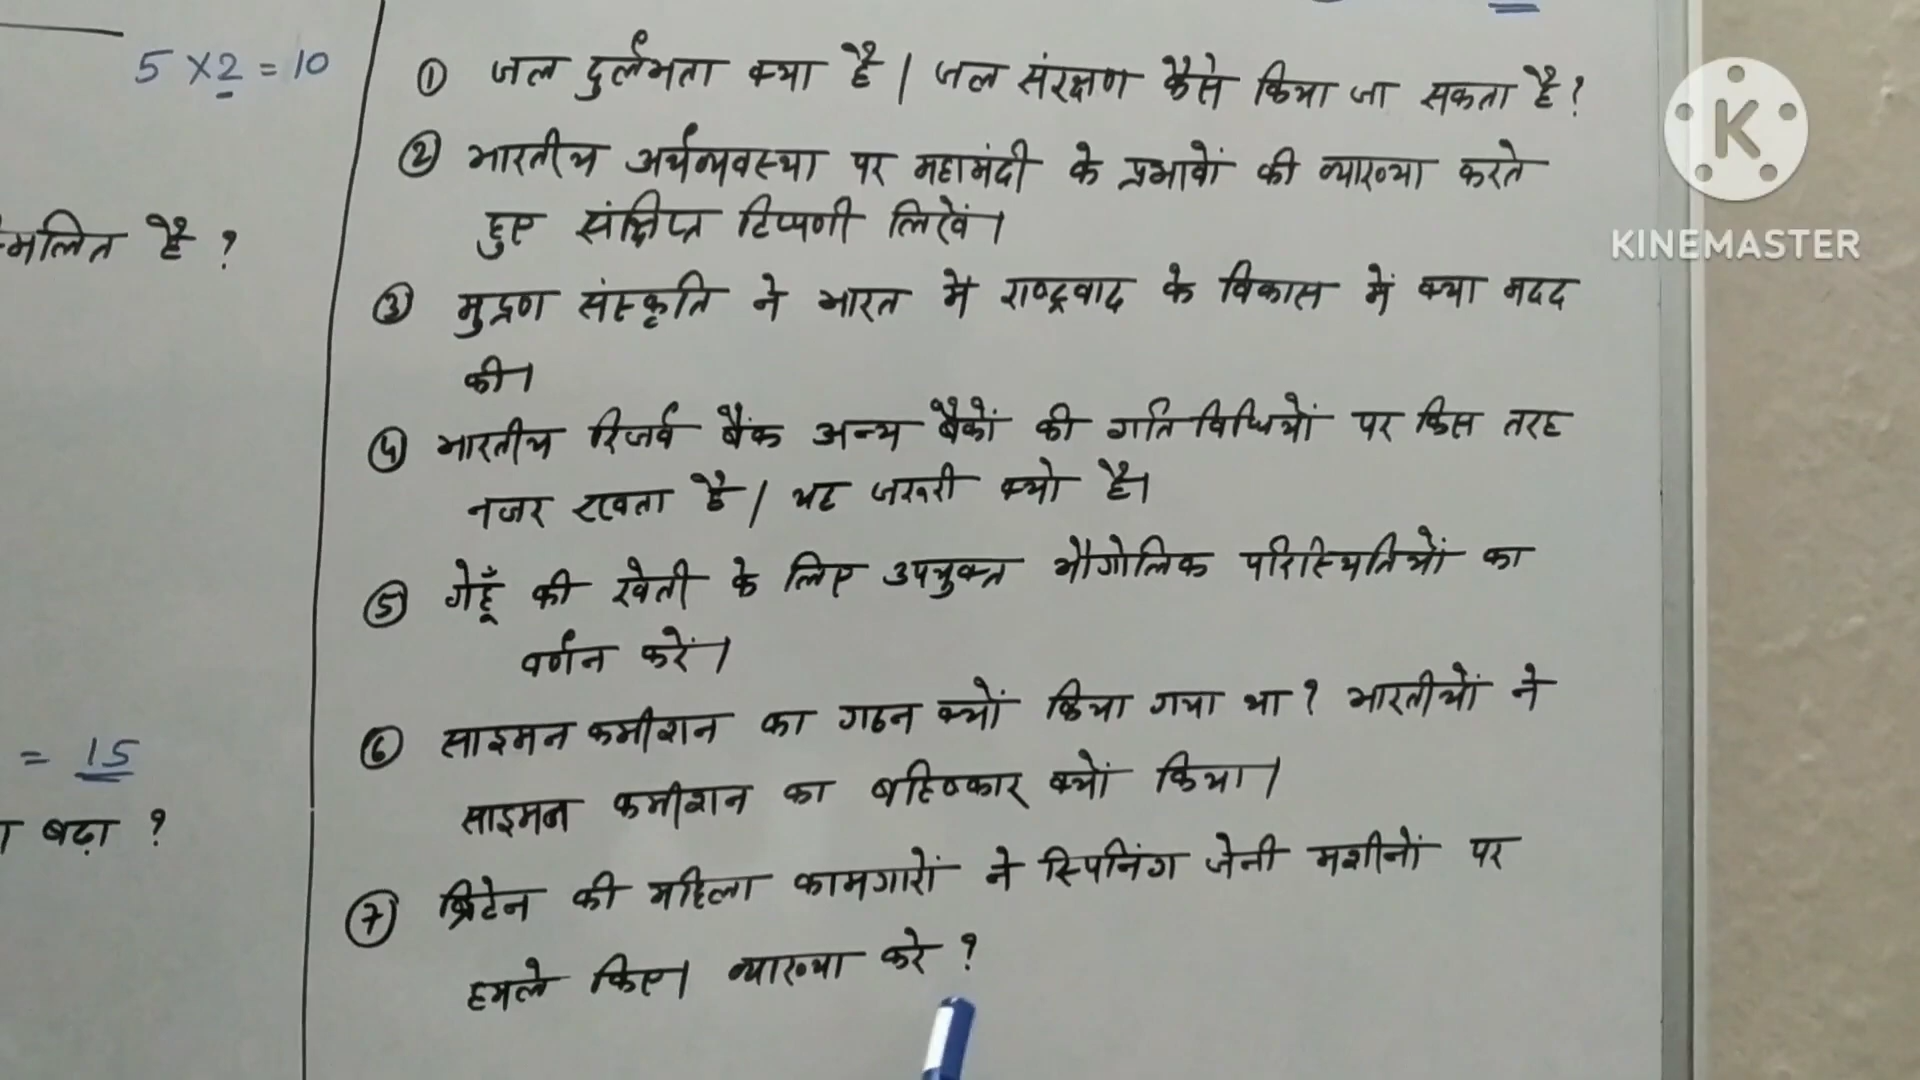 5 × 2 = 10
मलित है ?
= 15
बढ़ा ?
① जल दुर्लभता क्या है । जल संरक्षण कैसे किया जा सकता है ?
② भारतीय अर्थव्यवस्था पर महामंदी के प्रभावों की व्याख्या करते
हुए संक्षिप्त टिप्पणी लिखें ।
③ मुद्रण संस्कृति ने भारत में राष्ट्रवाद के विकास में क्या मदद
की ।
④ भारतीय रिजर्व बैंक अन्य बैंकों की गतिविधियों पर किस तरह
नजर रखता है । यह जरुरी क्यो है ।
⑤ गेहूँ की खेती के लिए उपयुक्त भौगोलिक परिस्थितियों का
वर्णन करें ।
⑥ साइमन कमीशन का गठन क्यों किया गया था ? भारतीयों ने
साइमन कमीशन का बहिष्कार क्यों किया ।
⑦ ब्रिटेन की महिला कामगारों ने स्पिनिंग जेनी मशीनों पर
हमले किए । व्याख्या करे ?
K
KINEMASTER